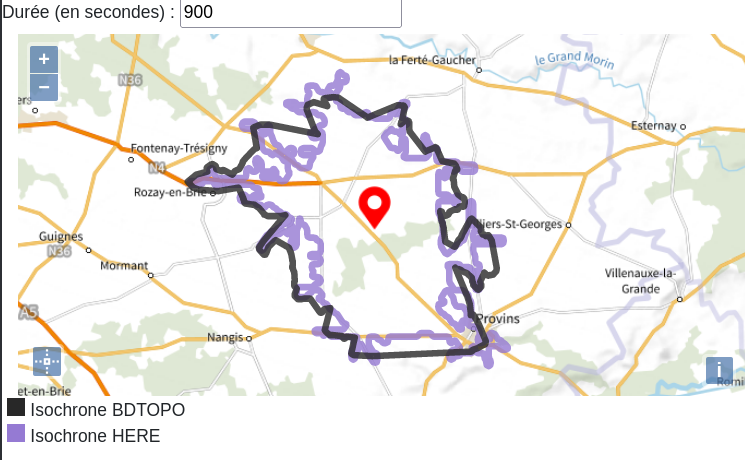 Durée (en secondes) : 900
+
−
N36
la Ferté-Gaucher
le Grand Morin
ers
Esternay
Fontenay-Trésigny
N4
Rozay-en-Brie
Guignes
N36
Mormant
liers-St-Georges
Villenauxe-la-
Grande
A5
Nangis
Provins
i
et-en-Brie
Romi
Isochrone BDTOPO
Isochrone HERE